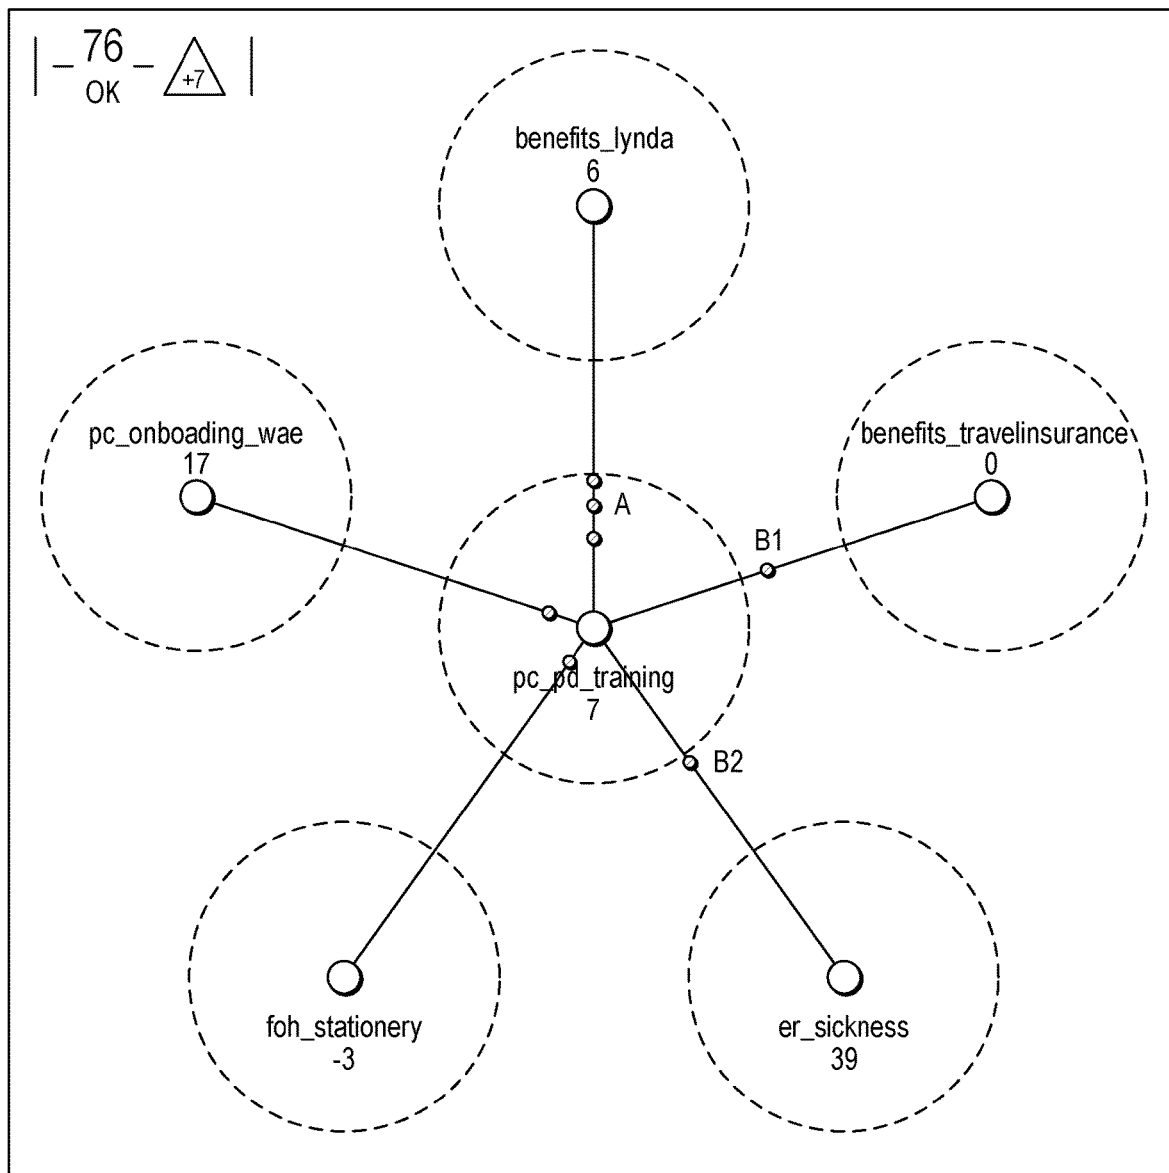 76
OK
+7
benefits_lynda
6
pc_onboading_wae
17
benefits_travelinsurance
0
A
B1
pc_pd_training
7
B2
foh_stationery
-3
er_sickness
39